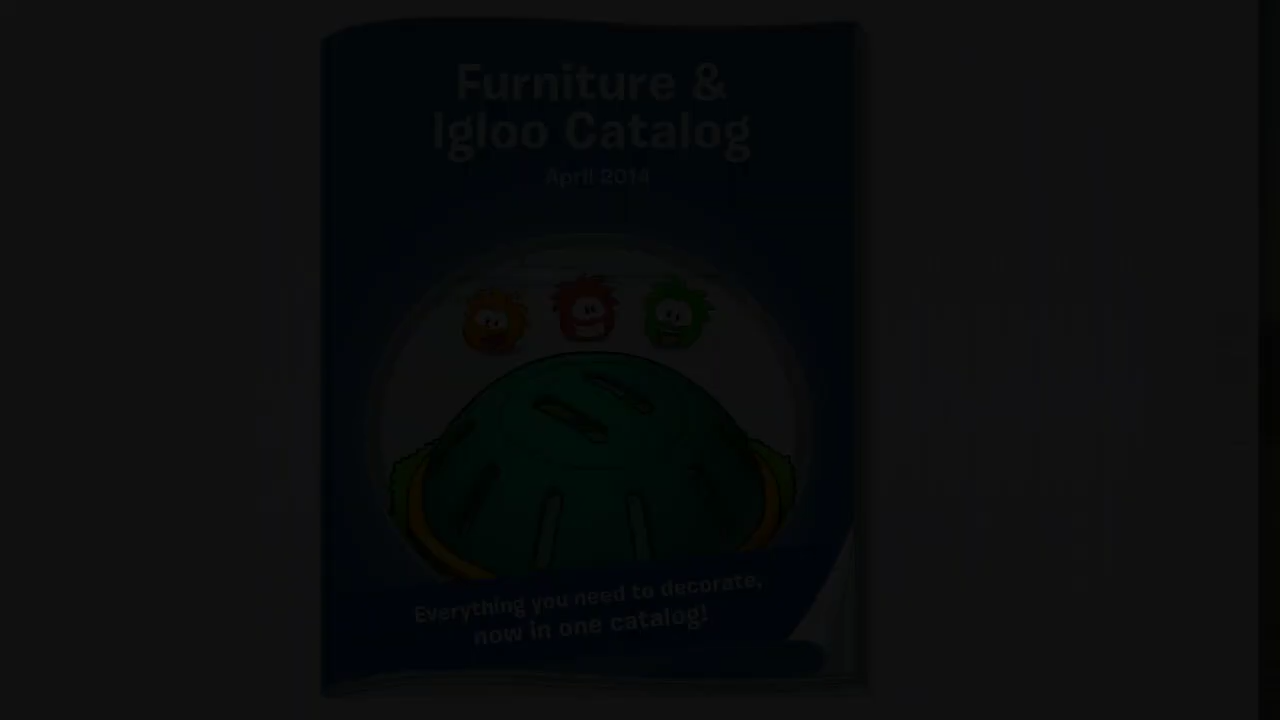 Furniture &
Igloo Catalog
April 2014
Everything you need to decorate,
now in one catalog!